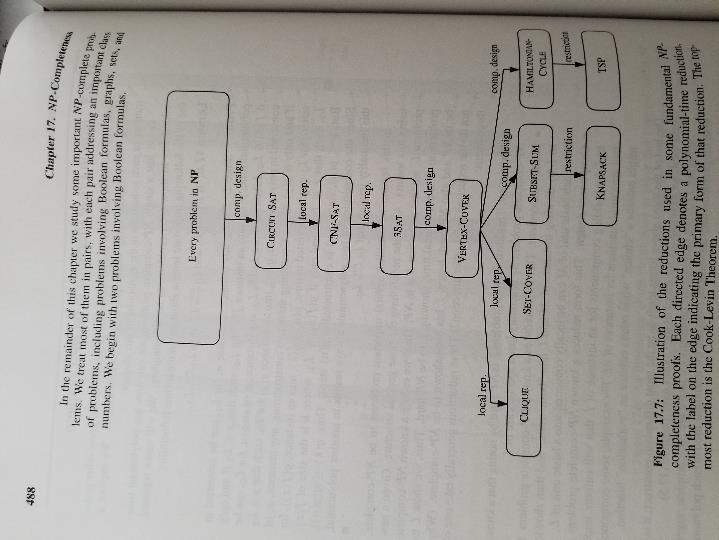 488
Chapter 17. NP-Completeness
In the remainder of this chapter we study some important NP-complete prob-
lems. We treat most of them in pairs, with each pair addressing an important class
of problems, including problems involving Boolean formulas, graphs, sets, and
numbers. We begin with two problems involving Boolean formulas.
Every problem in NP
comp. design
CIRCUIT-SAT
local rep.
CNF-SAT
local rep.
3SAT
comp. design
VERTEX-COVER
local rep.
local rep.
comp. design
comp. design
CLIQUE
SET-COVER
SUBSET-SUM
HAMILTONIAN-
CYCLE
restriction
restriction
KNAPSACK
TSP
Figure 17.7: Illustration of the reductions used in some fundamental NP-
completeness proofs. Each directed edge denotes a polynomial-time reduction,
with the label on the edge indicating the primary form of that reduction. The top-
most reduction is the Cook-Levin Theorem.